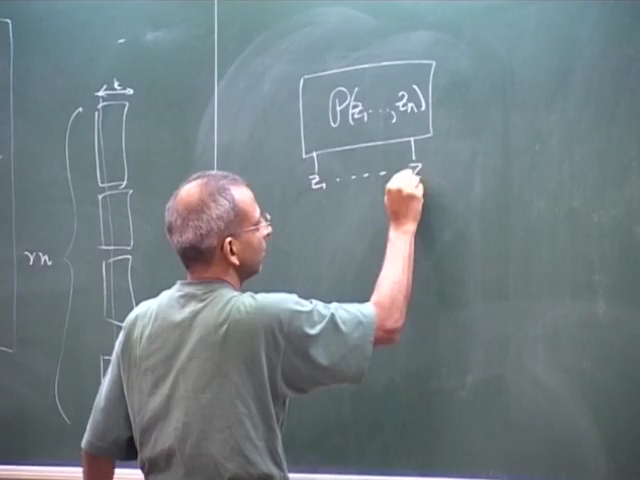 k
P(z₁, ..., zₙ)
z₁ . . . . . z
rn